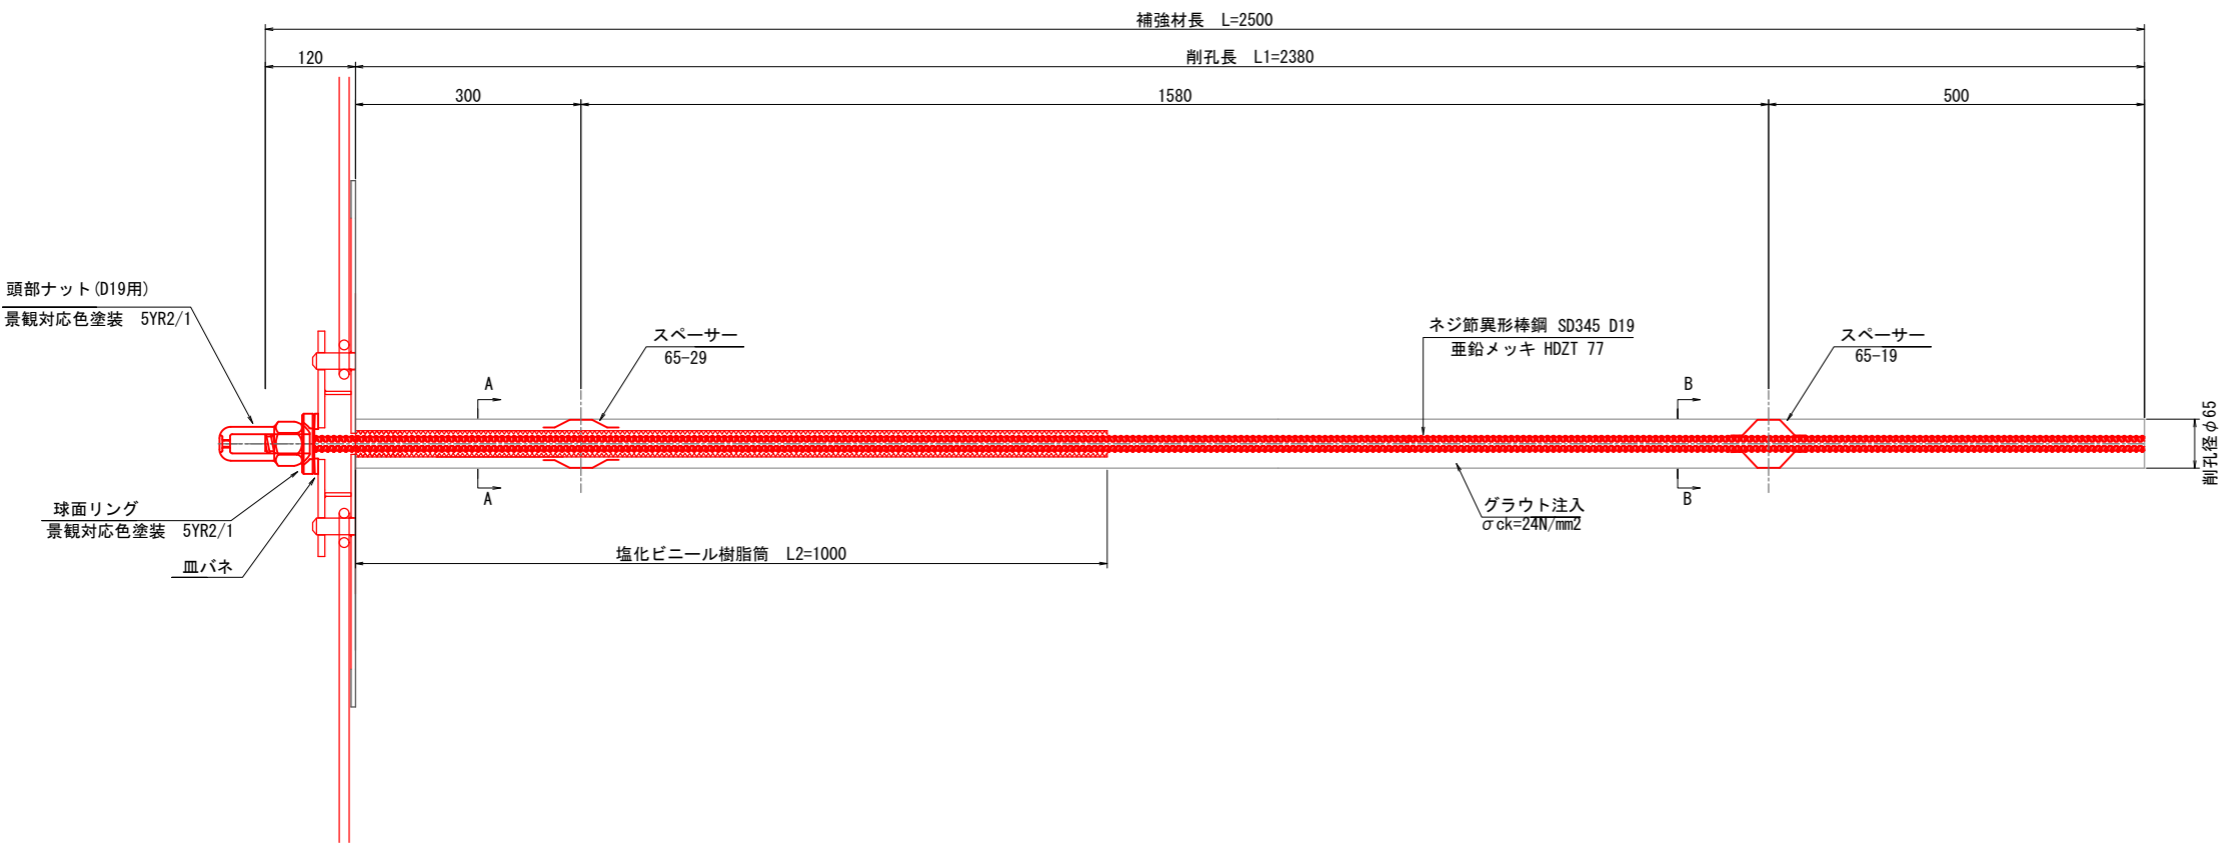 補強材長 L=2500
120
削孔長 L1=2380
300
1580
500
頭部ナット(D19用)
景観対応色塗装 5YR2/1
スペーサー
65-29
ネジ節異形棒鋼 SD345 D19
亜鉛メッキ HDZT 77
スペーサー
65-19
A
B
削孔径φ65
A
B
球面リング
景観対応色塗装 5YR2/1
グラウト注入
σck=24N/mm2
皿バネ
塩化ビニール樹脂筒 L2=1000